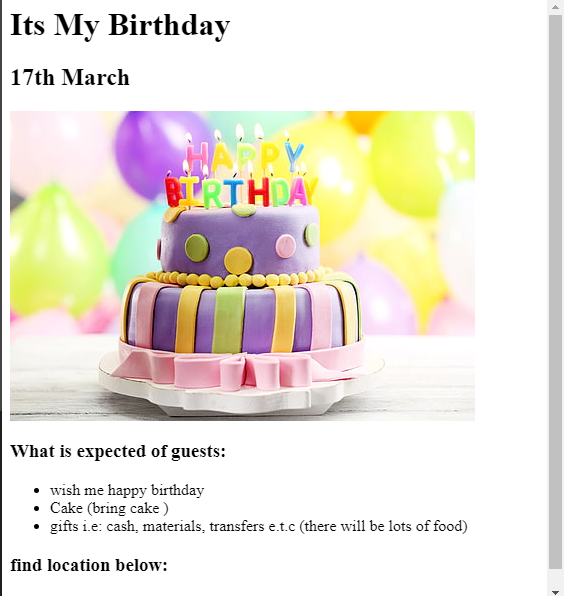 Its My Birthday
17th March
HAPPY
BIRTHDAY
What is expected of guests:
wish me happy birthday
Cake (bring cake )
gifts i.e: cash, materials, transfers e.t.c (there will be lots of food)
find location below: